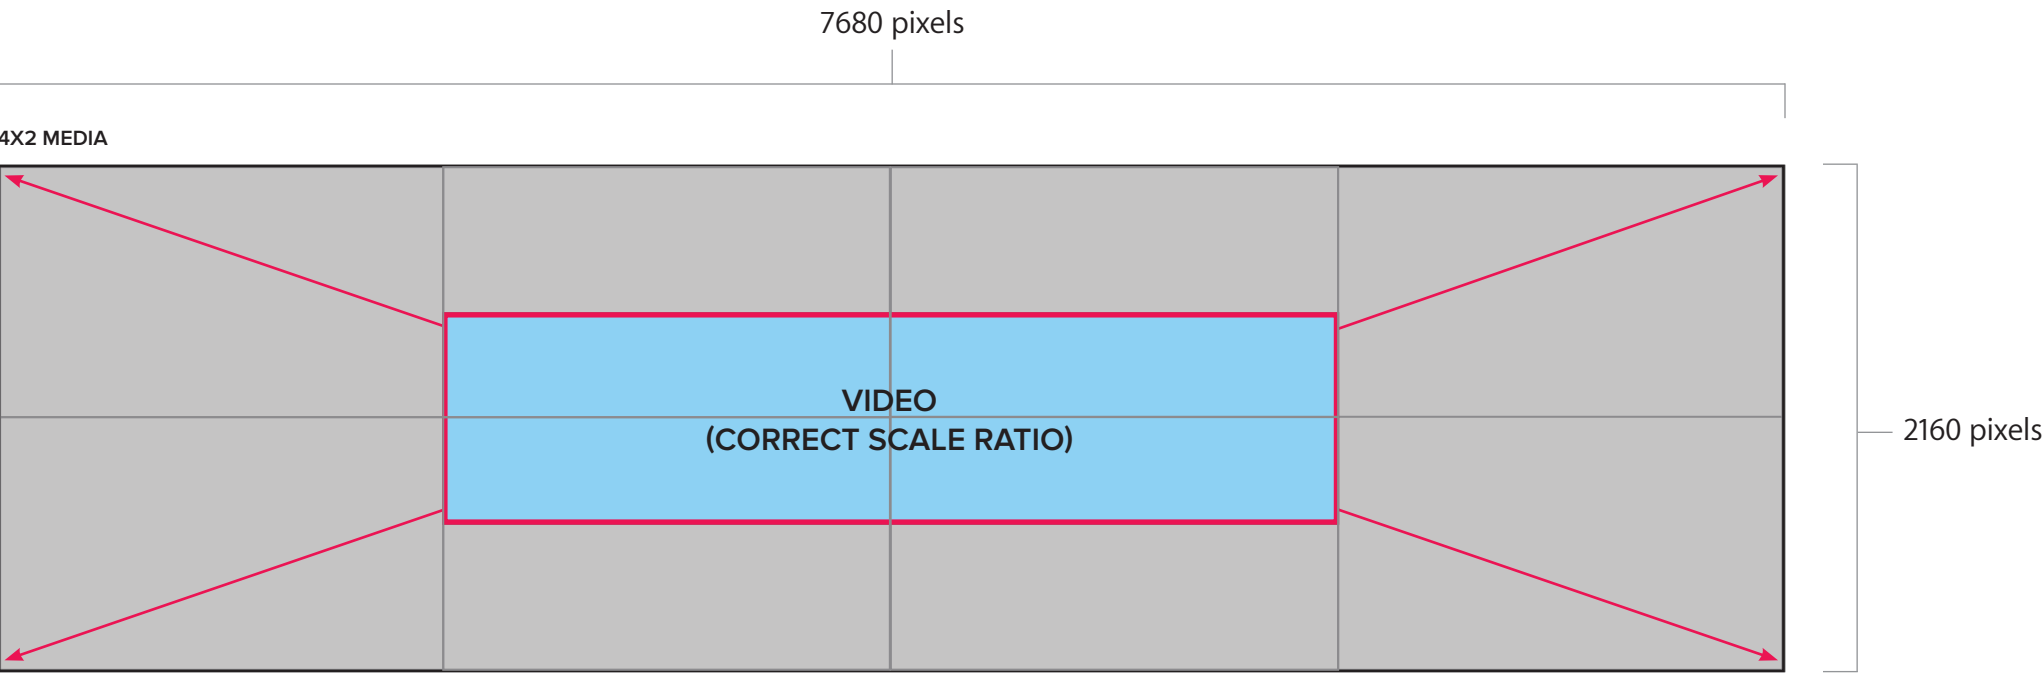 7680 pixels
4X2 MEDIA
VIDEO
(CORRECT SCALE RATIO)
2160 pixels